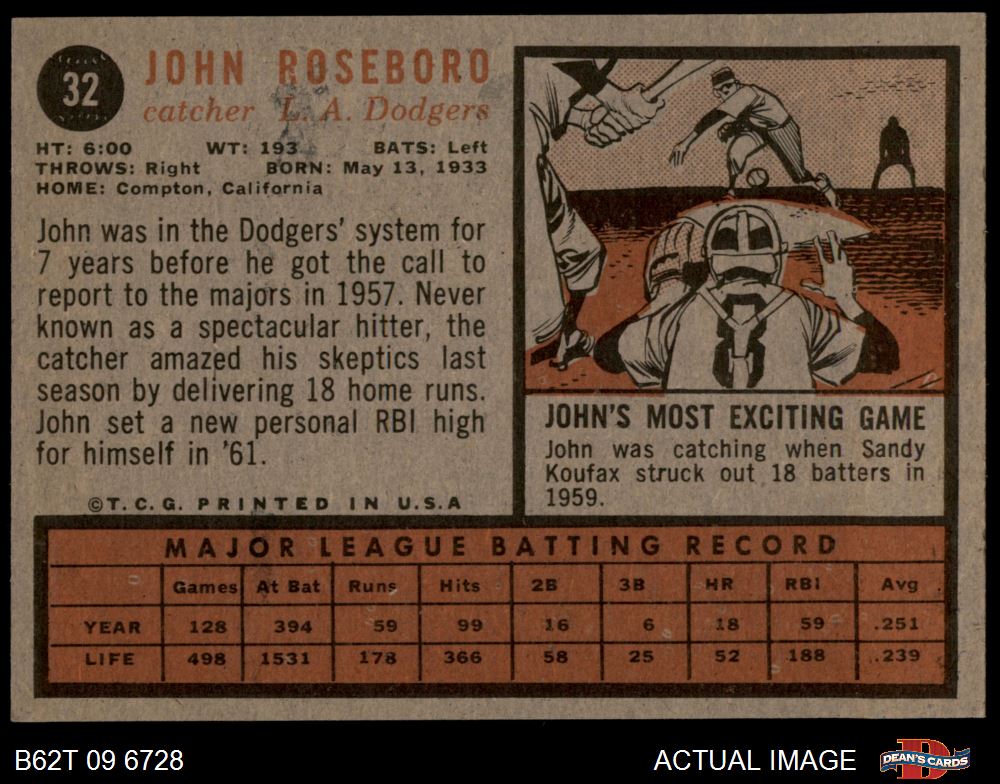 32
JOHN ROSEBORO
catcher L. A. Dodgers
HT: 6:00 WT: 193 BATS: Left
THROWS: Right BORN: May 13, 1933
HOME: Compton, California
John was in the Dodgers' system for
7 years before he got the call to
report to the majors in 1957. Never
known as a spectacular hitter, the
catcher amazed his skeptics last
season by delivering 18 home runs.
John set a new personal RBI high
for himself in '61.
©T.C.G. PRINTED IN U.S.A
8
JOHN'S MOST EXCITING GAME
John was catching when Sandy
Koufax struck out 18 batters in
1959.
MAJOR LEAGUE BATTING RECORD
Games At Bat Runs Hits 2B 3B HR RBI Avg
YEAR 128 394 59 99 16 6 18 59 .251
LIFE 498 1531 178 366 58 25 52 188 .239
B62T 09 6728
ACTUAL IMAGE
D
DEAN'S CARDS